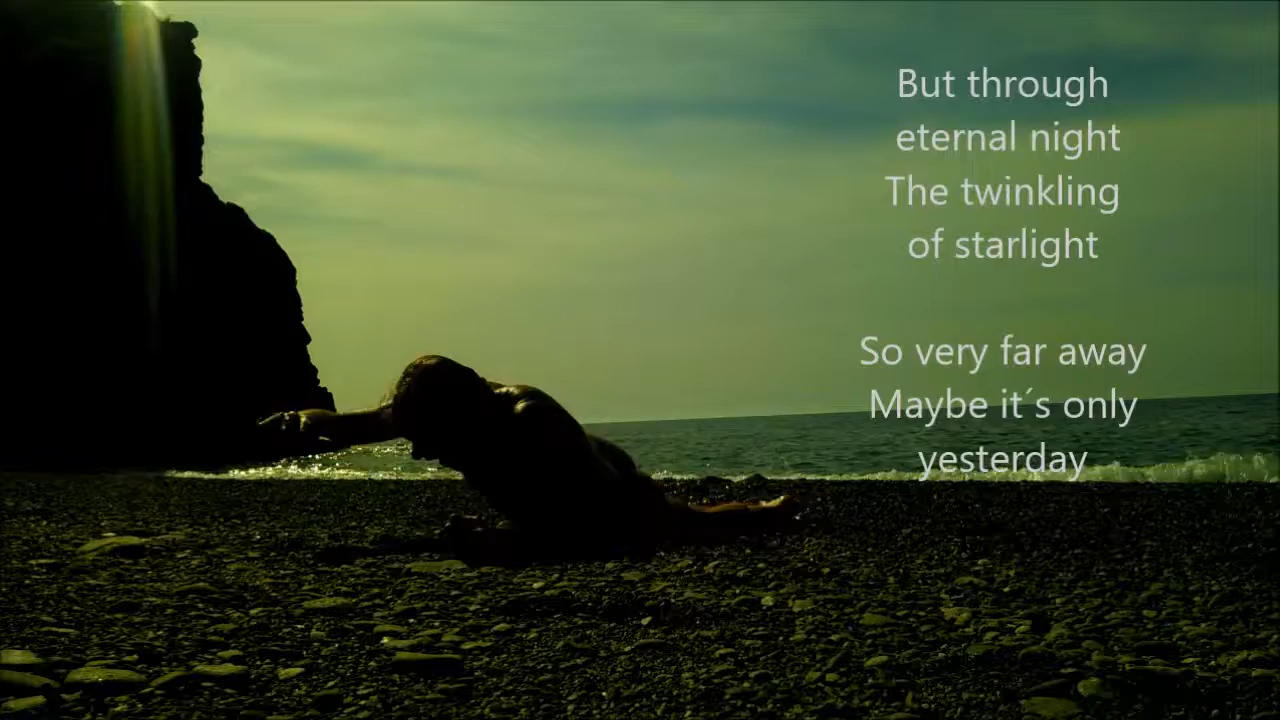 But through
eternal night
The twinkling
of starlight
So very far away
Maybe it´s only
yesterday